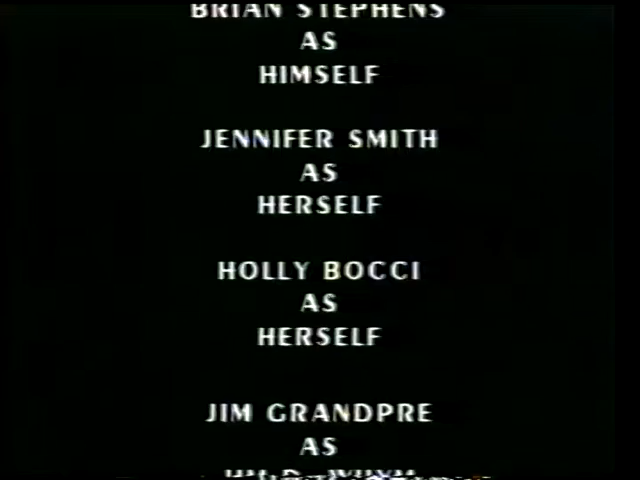 BRIAN STEPHENS
AS
HIMSELF
JENNIFER SMITH
AS
HERSELF
HOLLY BOCCI
AS
HERSELF
JIM GRANDPRE
AS